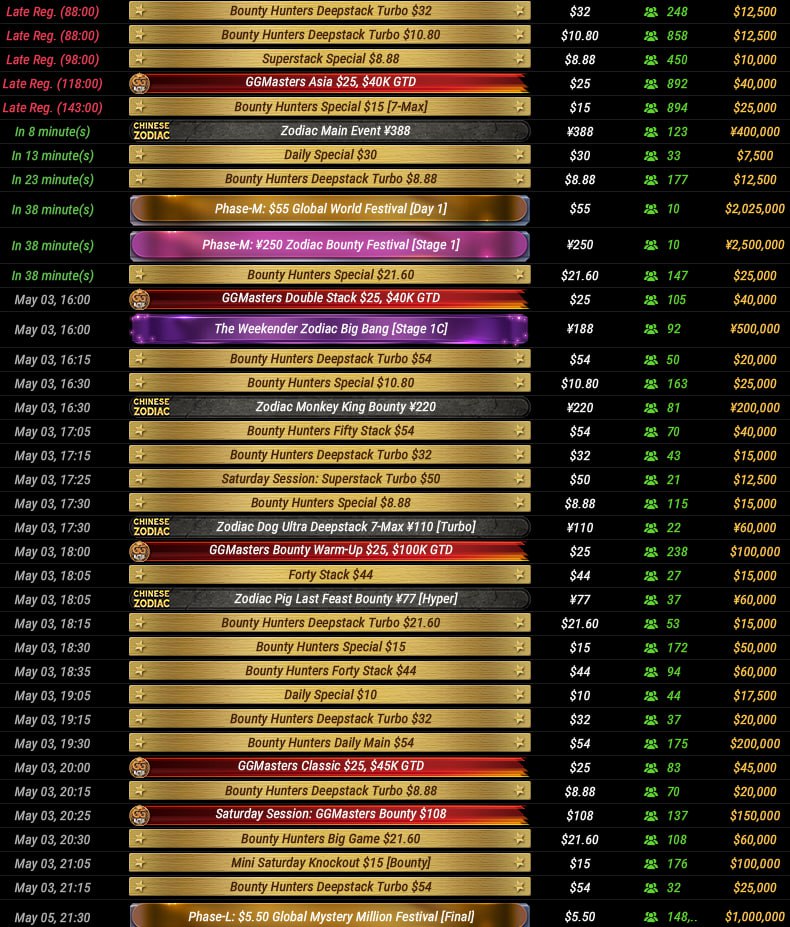 Late Reg. (88:00) Bounty Hunters Deepstack Turbo $32 $32 248 $12,500
Late Reg. (88:00) Bounty Hunters Deepstack Turbo $10.80 $10.80 858 $12,500
Late Reg. (98:00) Superstack Special $8.88 $8.88 450 $10,000
Late Reg. (118:00) GGMasters Asia $25, $40K GTD $25 892 $40,000
Late Reg. (143:00) Bounty Hunters Special $15 [7-Max] $15 894 $25,000
In 8 minute(s) CHINESE ZODIAC Zodiac Main Event ¥388 ¥388 123 ¥400,000
In 13 minute(s) Daily Special $30 $30 33 $7,500
In 23 minute(s) Bounty Hunters Deepstack Turbo $8.88 $8.88 177 $12,500
In 38 minute(s) Phase-M: $55 Global World Festival [Day 1] $55 10 $2,025,000
In 38 minute(s) Phase-M: ¥250 Zodiac Bounty Festival [Stage 1] ¥250 10 ¥2,500,000
In 38 minute(s) Bounty Hunters Special $21.60 $21.60 147 $25,000
May 03, 16:00 GGMasters Double Stack $25, $40K GTD $25 105 $40,000
May 03, 16:00 The Weekender Zodiac Big Bang [Stage 1C] ¥188 92 ¥500,000
May 03, 16:15 Bounty Hunters Deepstack Turbo $54 $54 50 $20,000
May 03, 16:30 Bounty Hunters Special $10.80 $10.80 163 $25,000
May 03, 16:30 CHINESE ZODIAC Zodiac Monkey King Bounty ¥220 ¥220 81 ¥200,000
May 03, 17:05 Bounty Hunters Fifty Stack $54 $54 70 $40,000
May 03, 17:15 Bounty Hunters Deepstack Turbo $32 $32 43 $15,000
May 03, 17:25 Saturday Session: Superstack Turbo $50 $50 21 $12,500
May 03, 17:30 Bounty Hunters Special $8.88 $8.88 115 $15,000
May 03, 17:30 CHINESE ZODIAC Zodiac Dog Ultra Deepstack 7-Max ¥110 [Turbo] ¥110 22 ¥60,000
May 03, 18:00 GGMasters Bounty Warm-Up $25, $100K GTD $25 238 $100,000
May 03, 18:05 Forty Stack $44 $44 27 $15,000
May 03, 18:05 CHINESE ZODIAC Zodiac Pig Last Feast Bounty ¥77 [Hyper] ¥77 37 ¥60,000
May 03, 18:15 Bounty Hunters Deepstack Turbo $21.60 $21.60 53 $15,000
May 03, 18:30 Bounty Hunters Special $15 $15 172 $50,000
May 03, 18:35 Bounty Hunters Forty Stack $44 $44 94 $60,000
May 03, 19:05 Daily Special $10 $10 44 $17,500
May 03, 19:15 Bounty Hunters Deepstack Turbo $32 $32 37 $20,000
May 03, 19:30 Bounty Hunters Daily Main $54 $54 175 $200,000
May 03, 20:00 GGMasters Classic $25, $45K GTD $25 83 $45,000
May 03, 20:15 Bounty Hunters Deepstack Turbo $8.88 $8.88 70 $20,000
May 03, 20:25 Saturday Session: GGMasters Bounty $108 $108 137 $150,000
May 03, 20:30 Bounty Hunters Big Game $21.60 $21.60 108 $60,000
May 03, 21:05 Mini Saturday Knockout $15 [Bounty] $15 176 $100,000
May 03, 21:15 Bounty Hunters Deepstack Turbo $54 $54 32 $25,000
May 05, 21:30 Phase-L: $5.50 Global Mystery Million Festival [Final] $5.50 148,.. $1,000,000